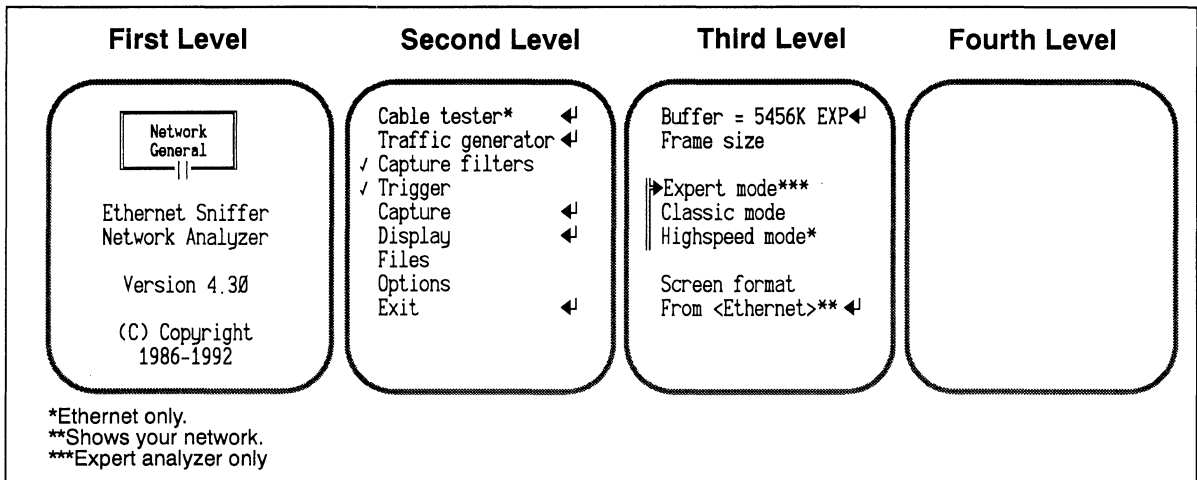 First Level
Network
General
Ethernet Sniffer
Network Analyzer
Version 4.30
(C) Copyright
1986-1992
Second Level
Cable tester* ↵
Traffic generator ↵
√ Capture filters
√ Trigger
Capture ↵
Display ↵
Files
Options
Exit ↵
Third Level
Buffer = 5456K EXP↵
Frame size
Expert mode***
Classic mode
Highspeed mode*
Screen format
From <Ethernet>** ↵
Fourth Level
*Ethernet only.
**Shows your network.
***Expert analyzer only